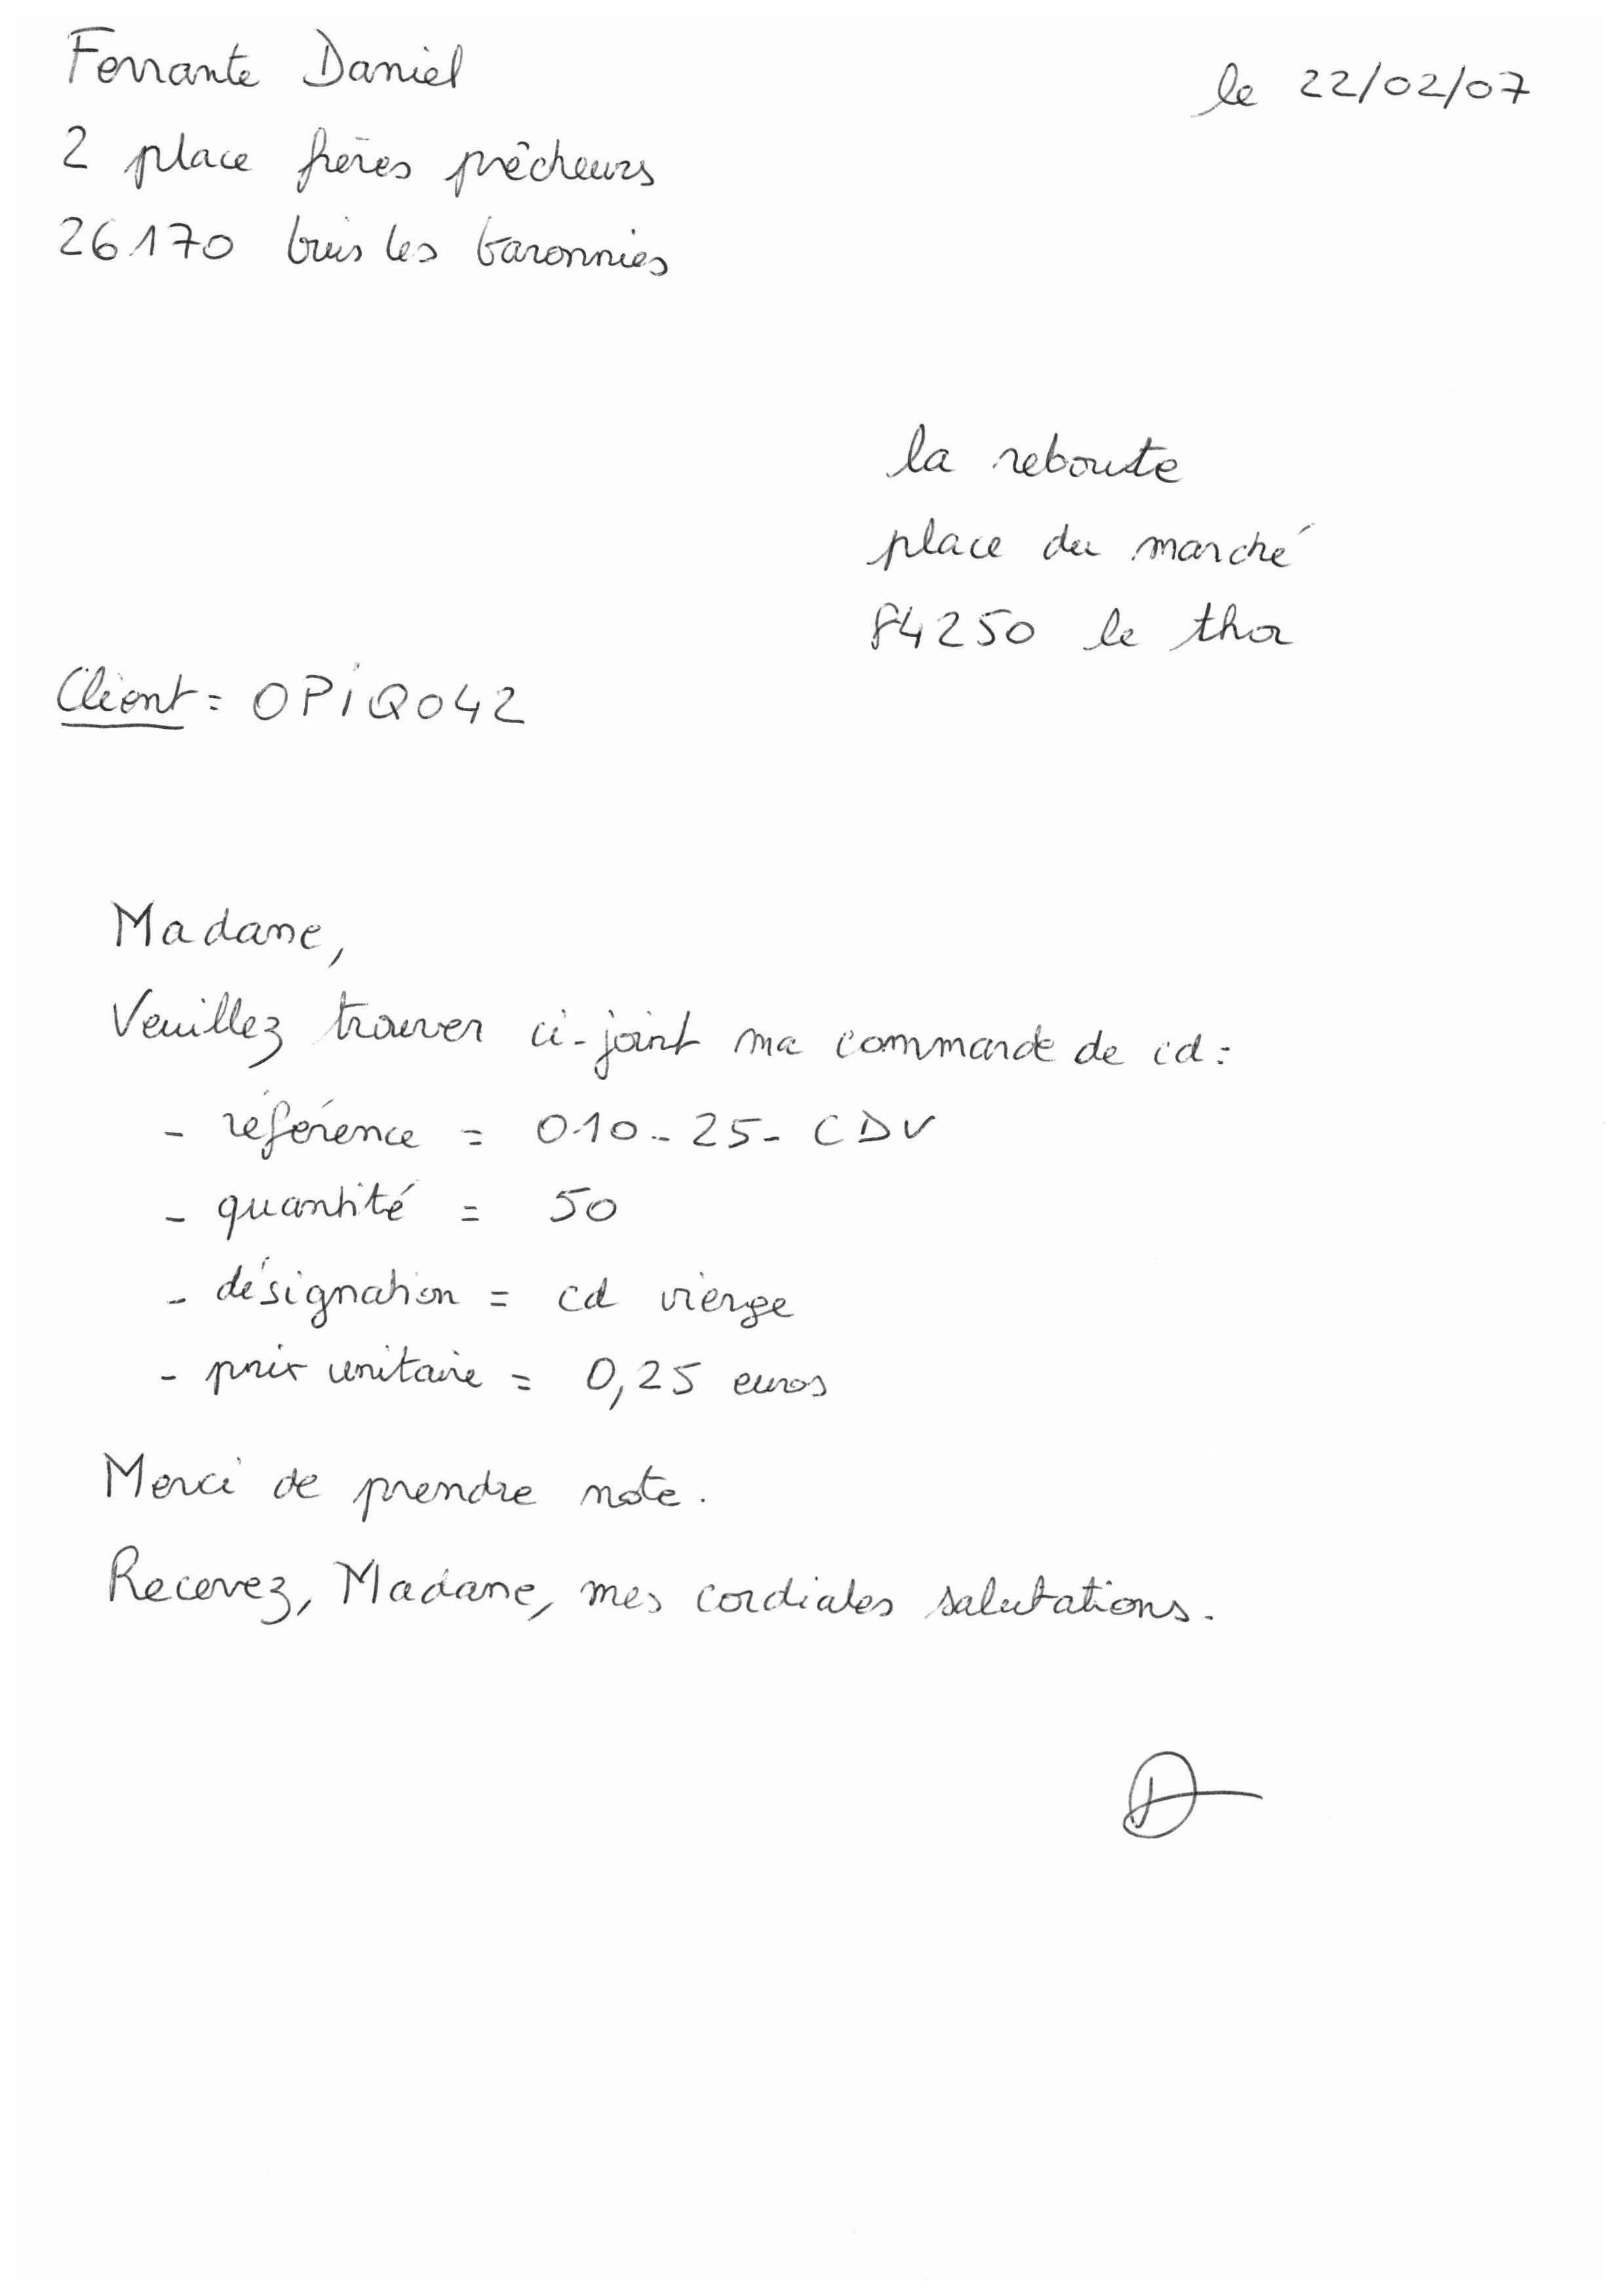 Ferrante Daniel
le 22/02/07
2 place frères prêcheurs
26170 buis les baronnies
la reboute
place du marché
84250 le thor
Client = OPIQ042
Madame,
Veuillez trouver ci-joint ma commande de cd :
- référence = 010-25-CDV
- quantité = 50
- désignation = cd vierge
- prix unitaire = 0,25 euros
Merci de prendre note.
Recevez, Madame, mes cordiales salutations.